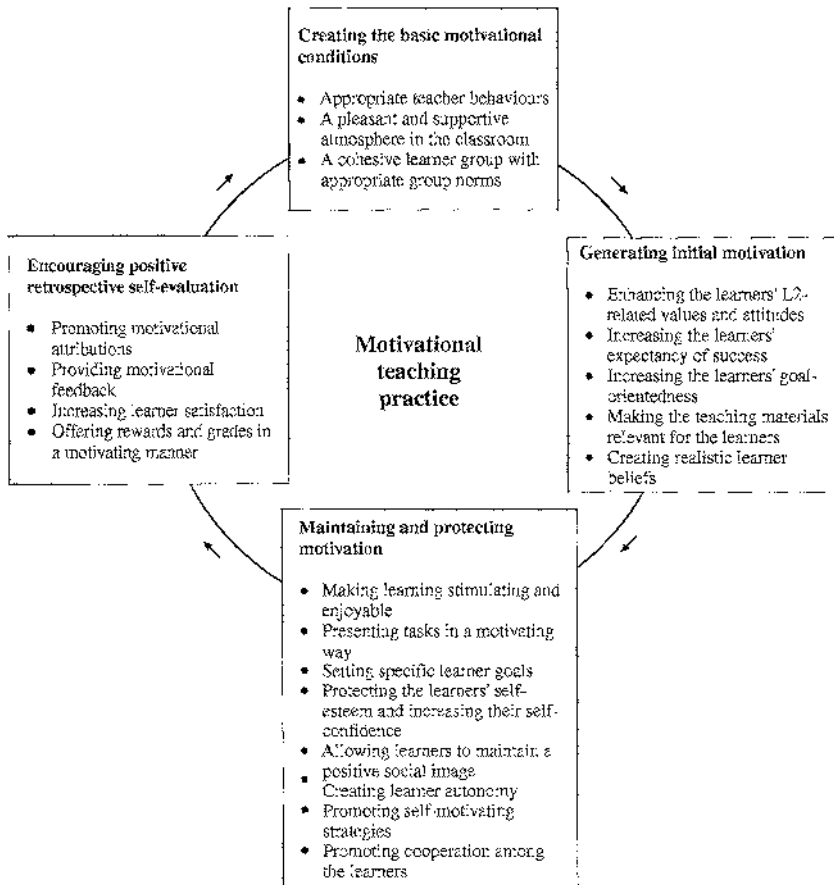 Creating the basic motivational
conditions
• Appropriate teacher behaviours
• A pleasant and supportive
atmosphere in the classroom
• A cohesive learner group with
appropriate group norms
Generating initial motivation
• Enhancing the learners' L2-
related values and attitudes
• Increasing the learners'
expectancy of success
• Increasing the learners' goal-
orientedness
• Making the teaching materials
relevant for the learners
• Creating realistic learner
beliefs
Encouraging positive
retrospective self-evaluation
• Promoting motivational
attributions
• Providing motivational
feedback
• Increasing learner satisfaction
• Offering rewards and grades in
a motivating manner
Motivational
teaching
practice
Maintaining and protecting
motivation
• Making learning stimulating and
enjoyable
• Presenting tasks in a motivating
way
• Setting specific learner goals
• Protecting the learners' self-
esteem and increasing their self-
confidence
• Allowing learners to maintain a
positive social image
• Creating learner autonomy
• Promoting self-motivating
strategies
• Promoting cooperation among
the learners